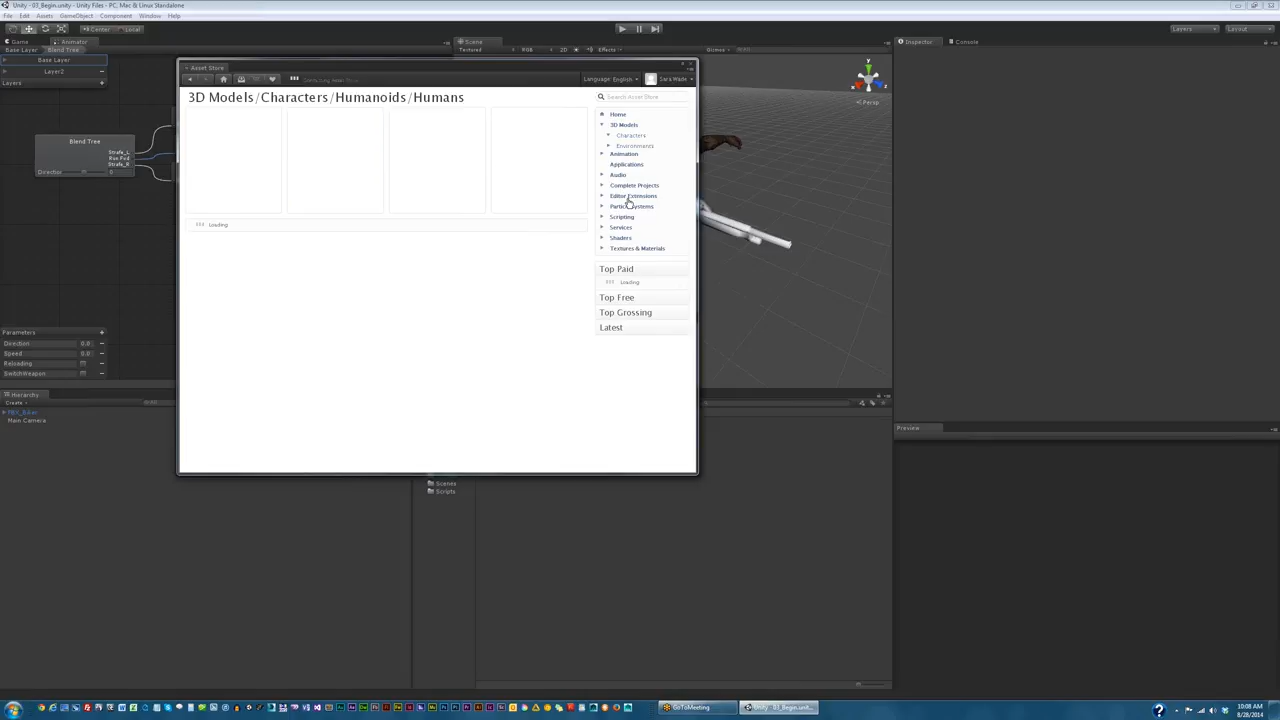 Unity - 03_Begin.unity - Unity Files - PC, Mac & Linux Standalone
File Edit Assets GameObject Component Window Help
Center Local
Layers Layout
Game Animator
Base Layer Blend Tree
Base Layer
Layer2
Layers
Blend Tree
Strafe_L
Run_Fwd
Strafe_R
Direction 0
Parameters
Direction 0.0
Speed 0.0
Reloading
SwitchWeapon
Hierarchy
Create
Main Camera
Scene
Textured RGB 2D Effects Gizmos
Persp
y
x
z
Asset Store
Language: English Sara Wade
3D Models/Characters/Humanoids/Humans
Loading
Search Asset Store
Home
3D Models
Characters
Environments
Animation
Applications
Audio
Complete Projects
Editor Extensions
Particle Systems
Scripting
Services
Shaders
Textures & Materials
Top Paid
Loading
Top Free
Top Grossing
Latest
Scenes
Scripts
Inspector Console
Preview
GoToMeeting
Unity - 03_Begin.unit...
10:08 AM
8/28/2014